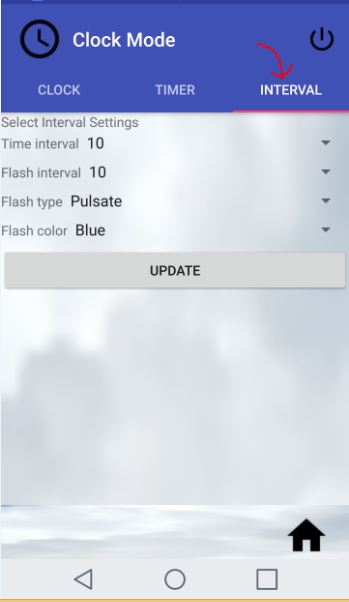 Clock Mode
CLOCK TIMER INTERVAL
Select Interval Settings
Time interval 10
Flash interval 10
Flash type Pulsate
Flash color Blue
UPDATE